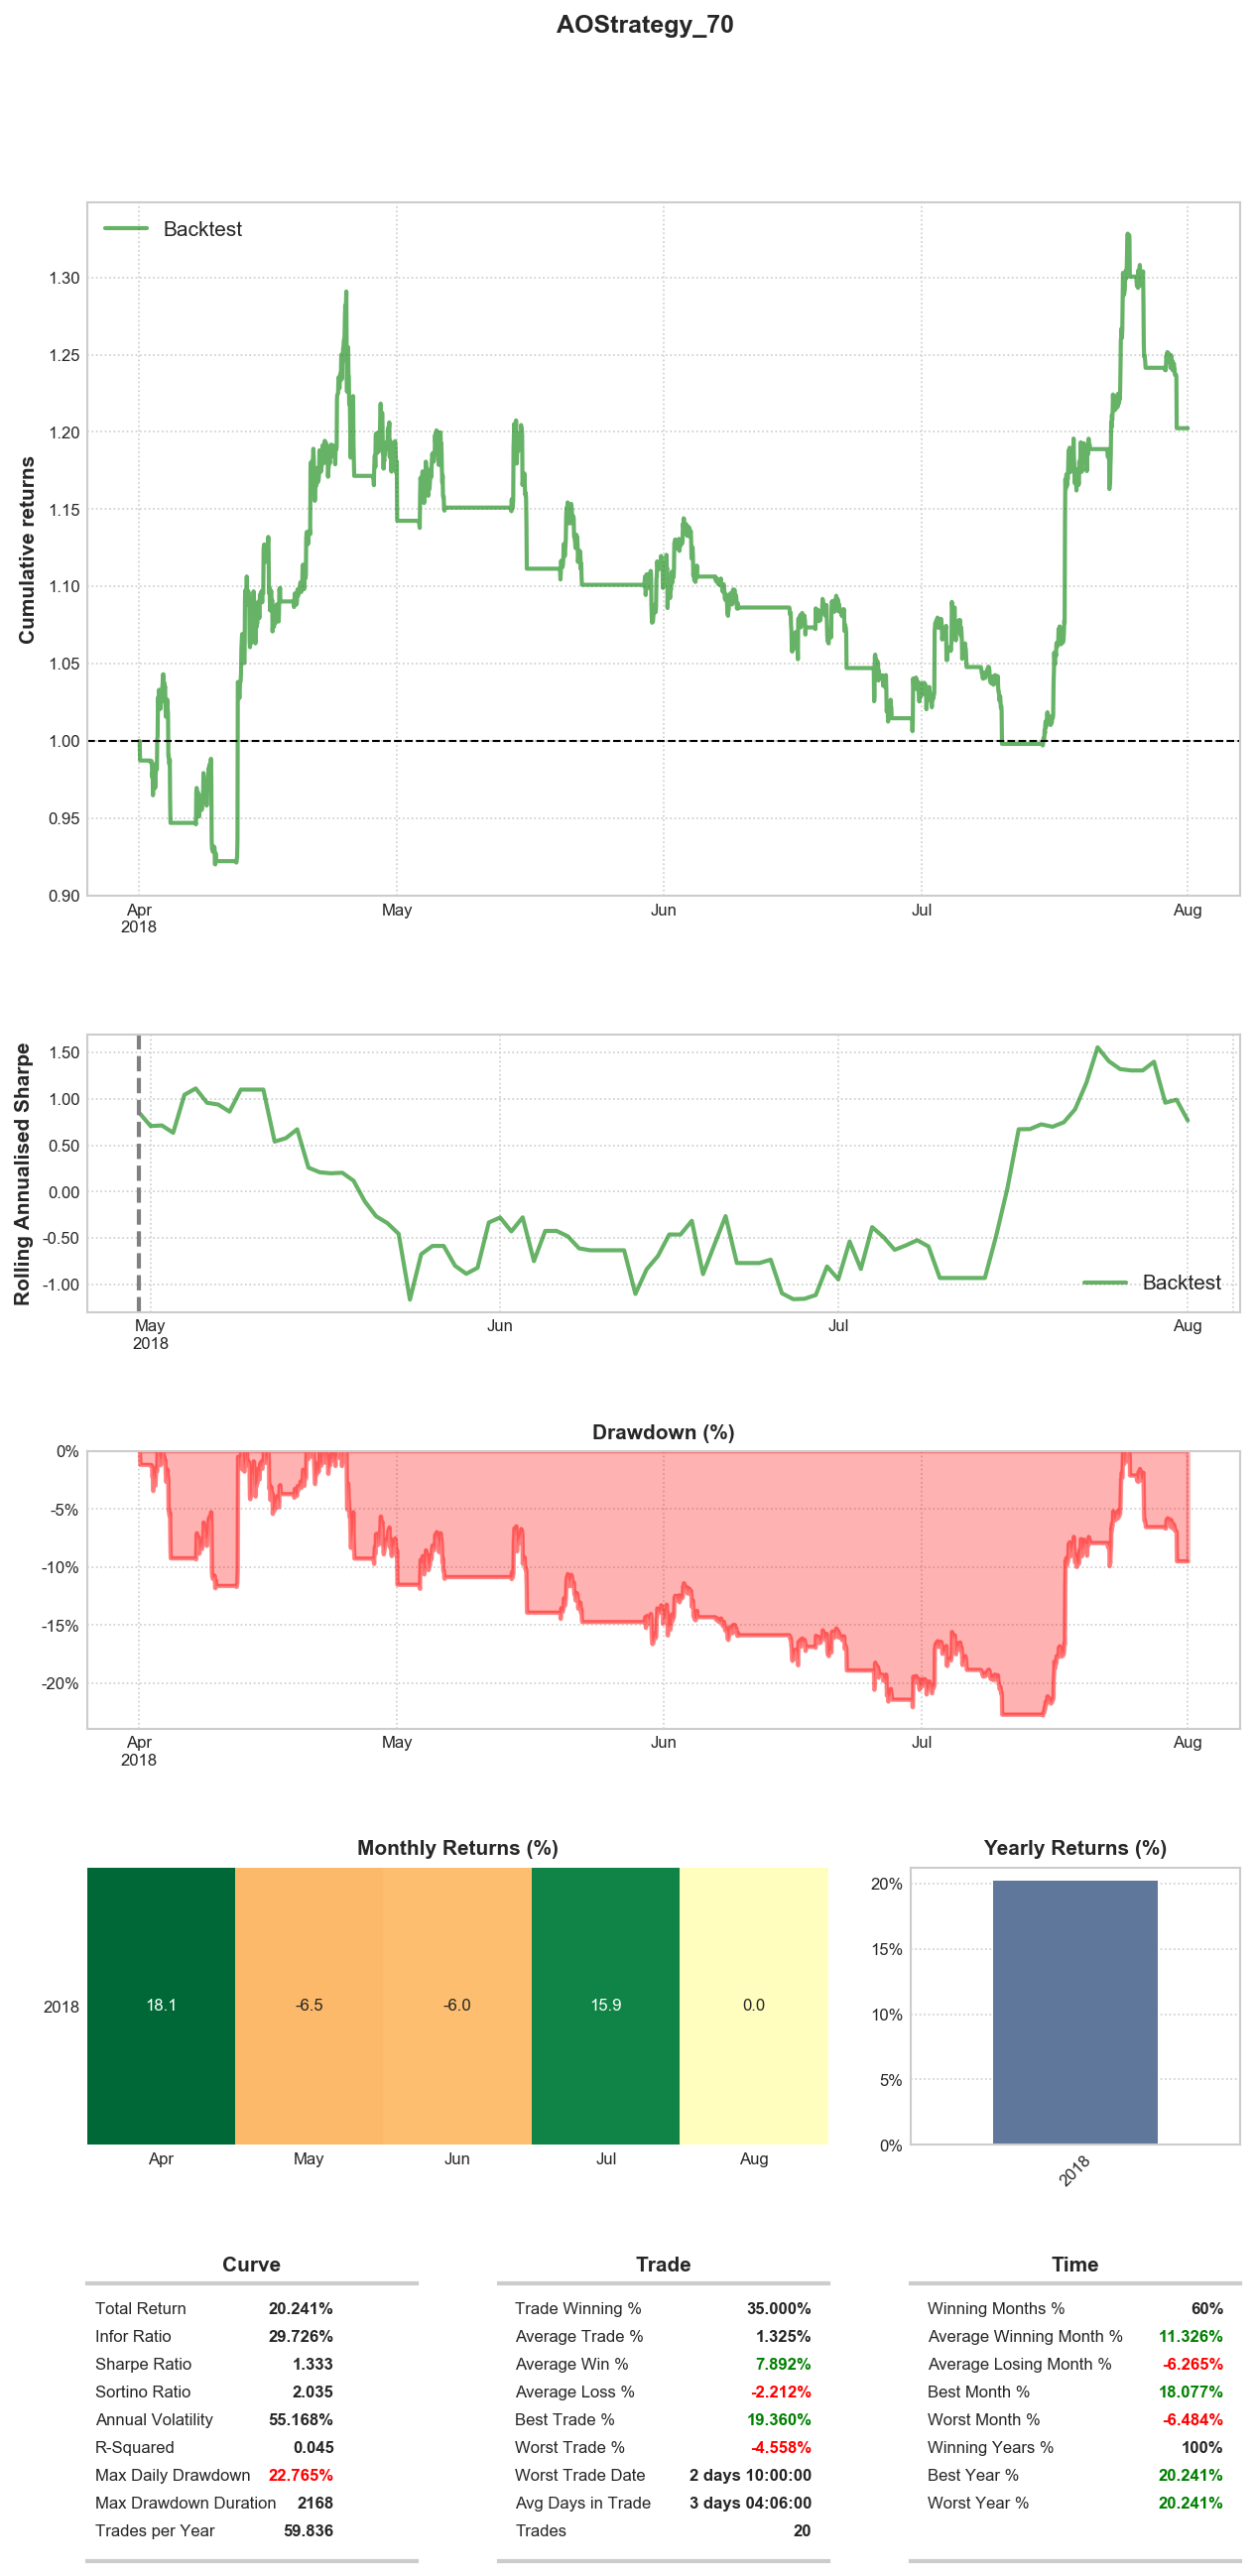 AOStrategy_70
Backtest
Cumulative returns
1.30
1.25
1.20
1.15
1.10
1.05
1.00
0.95
0.90
Apr
2018
May
Jun
Jul
Aug
Rolling Annualised Sharpe
1.50
1.00
0.50
0.00
-0.50
-1.00
Backtest
May
2018
Jun
Jul
Aug
Drawdown (%)
0%
-5%
-10%
-15%
-20%
Apr
2018
May
Jun
Jul
Aug
Monthly Returns (%)
2018
18.1
-6.5
-6.0
15.9
0.0
Apr
May
Jun
Jul
Aug
Yearly Returns (%)
20%
15%
10%
5%
0%
2018
Curve
Total Return 20.241%
Infor Ratio 29.726%
Sharpe Ratio 1.333
Sortino Ratio 2.035
Annual Volatility 55.168%
R-Squared 0.045
Max Daily Drawdown 22.765%
Max Drawdown Duration 2168
Trades per Year 59.836
Trade
Trade Winning % 35.000%
Average Trade % 1.325%
Average Win % 7.892%
Average Loss % -2.212%
Best Trade % 19.360%
Worst Trade % -4.558%
Worst Trade Date 2 days 10:00:00
Avg Days in Trade 3 days 04:06:00
Trades 20
Time
Winning Months % 60%
Average Winning Month % 11.326%
Average Losing Month % -6.265%
Best Month % 18.077%
Worst Month % -6.484%
Winning Years % 100%
Best Year % 20.241%
Worst Year % 20.241%